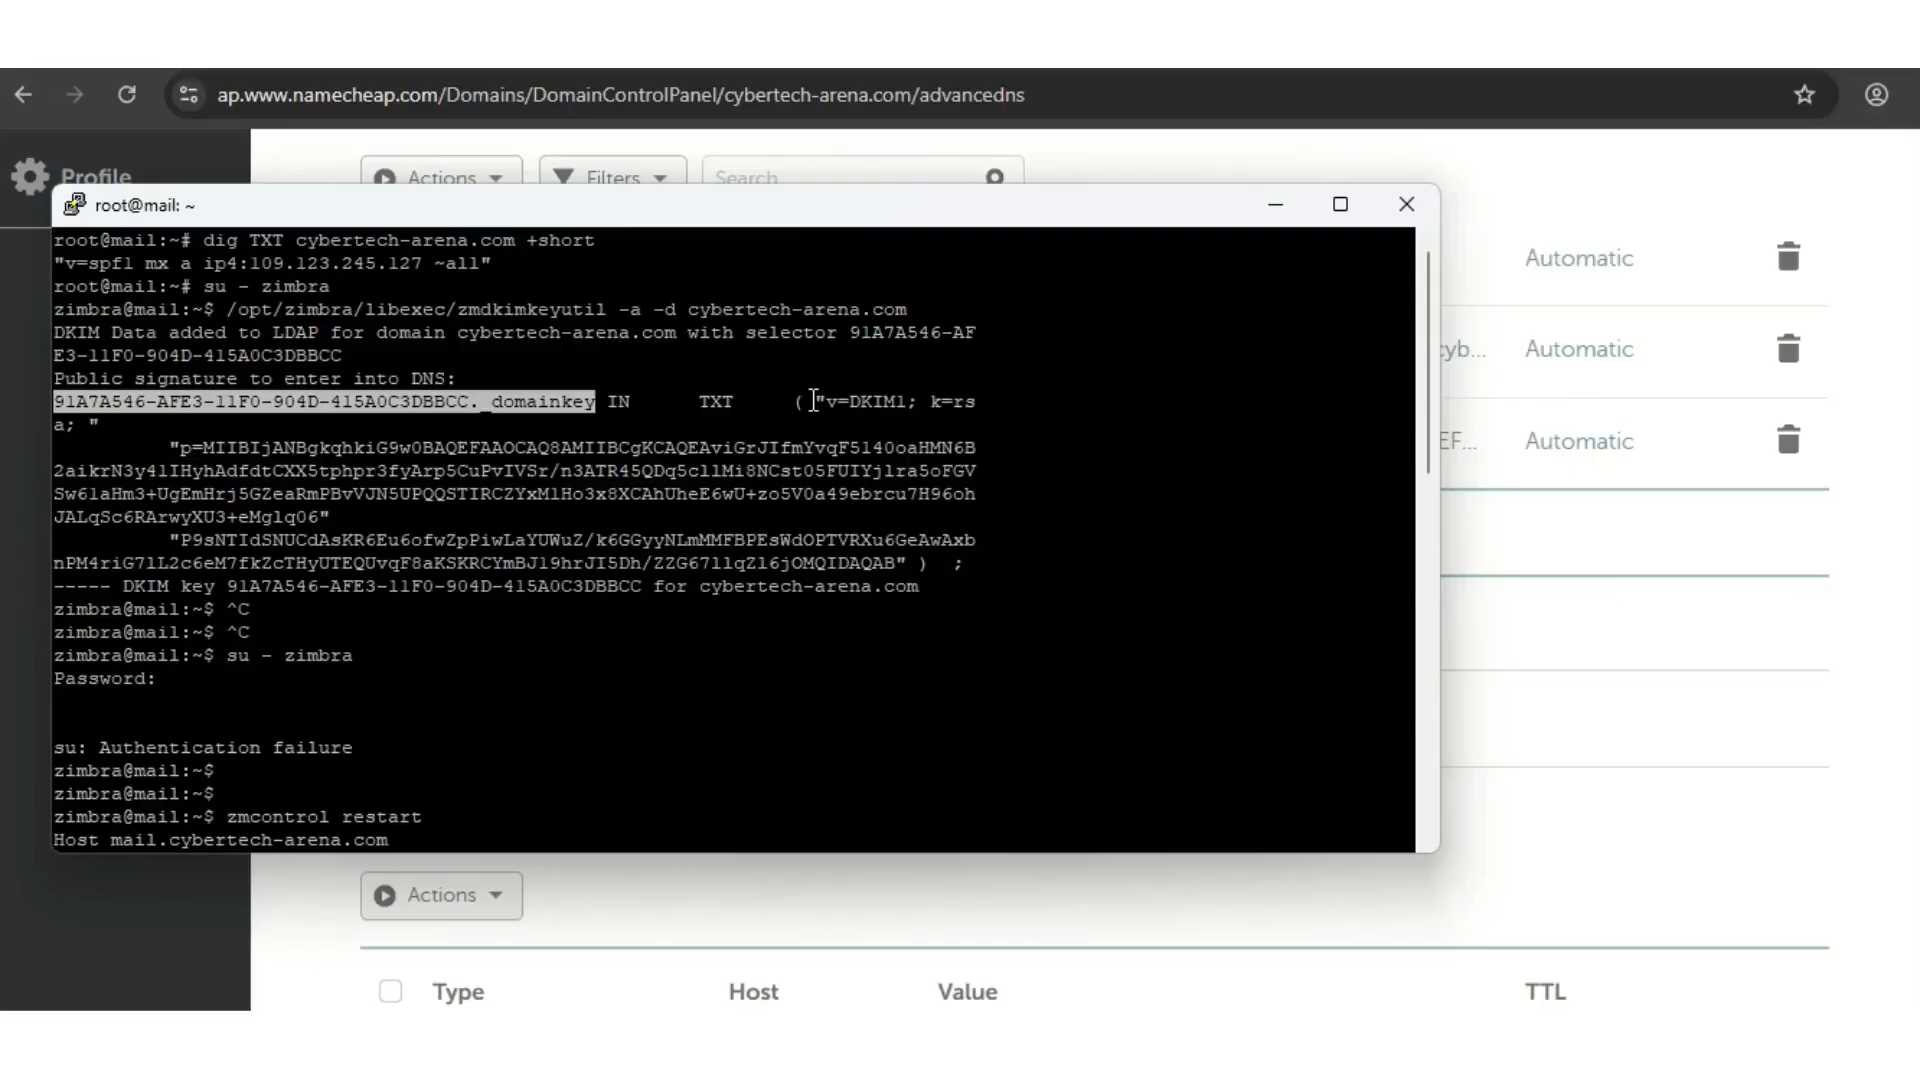 ap.www.namecheap.com/Domains/DomainControlPanel/cybertech-arena.com/advancedns
Profile
Actions
Filters
Search
root@mail: ~
root@mail:~# dig TXT cybertech-arena.com +short
"v=spf1 mx a ip4:109.123.245.127 ~all"
root@mail:~# su - zimbra
zimbra@mail:~$ /opt/zimbra/libexec/zmdkimkeyutil -a -d cybertech-arena.com
DKIM Data added to LDAP for domain cybertech-arena.com with selector 91A7A546-AF
E3-11F0-904D-415A0C3DBBCC
Public signature to enter into DNS:
91A7A546-AFE3-11F0-904D-415A0C3DBBCC._domainkey IN      TXT     ( "v=DKIM1; k=rs
a; "
"p=MIIBIjANBgkqhkiG9w0BAQEFAAOCAQ8AMIIBCgKCAQEAviGrJIfmYvqF5140oaHMN6B
2aikrN3y41IHyhAdfdtCXX5tphpr3fyArp5CuPvIVSr/n3ATR45QDq5cllMi8NCst05FUIYjlra5oFGV
Sw6laHm3+UgEmHrj5GZeaRmPBvVJN5UPQQSTIRCZYxM1Ho3x8XCAhUheE6wU+zo5V0a49ebrcu7H96oh
JALqSc6RArwyXU3+eMglq06"
"P9sNTIdSNUCdAsKR6Eu6ofwZpPiwLaYUWuZ/k6GGyyNLmMMFBPEsWdOPTVRXu6GeAwAxb
nPM4riG7lL2c6eM7fkZcTHyUTEQUvqF8aKSKRCYmBJ19hrJI5Dh/ZZG67llqZl6jOMQIDAQAB" )  ;
----- DKIM key 91A7A546-AFE3-11F0-904D-415A0C3DBBCC for cybertech-arena.com
zimbra@mail:~$ ^C
zimbra@mail:~$ ^C
zimbra@mail:~$ su - zimbra
Password:
su: Authentication failure
zimbra@mail:~$
zimbra@mail:~$
zimbra@mail:~$ zmcontrol restart
Host mail.cybertech-arena.com
Automatic
cyb... Automatic
EF... Automatic
Actions
Type Host Value TTL